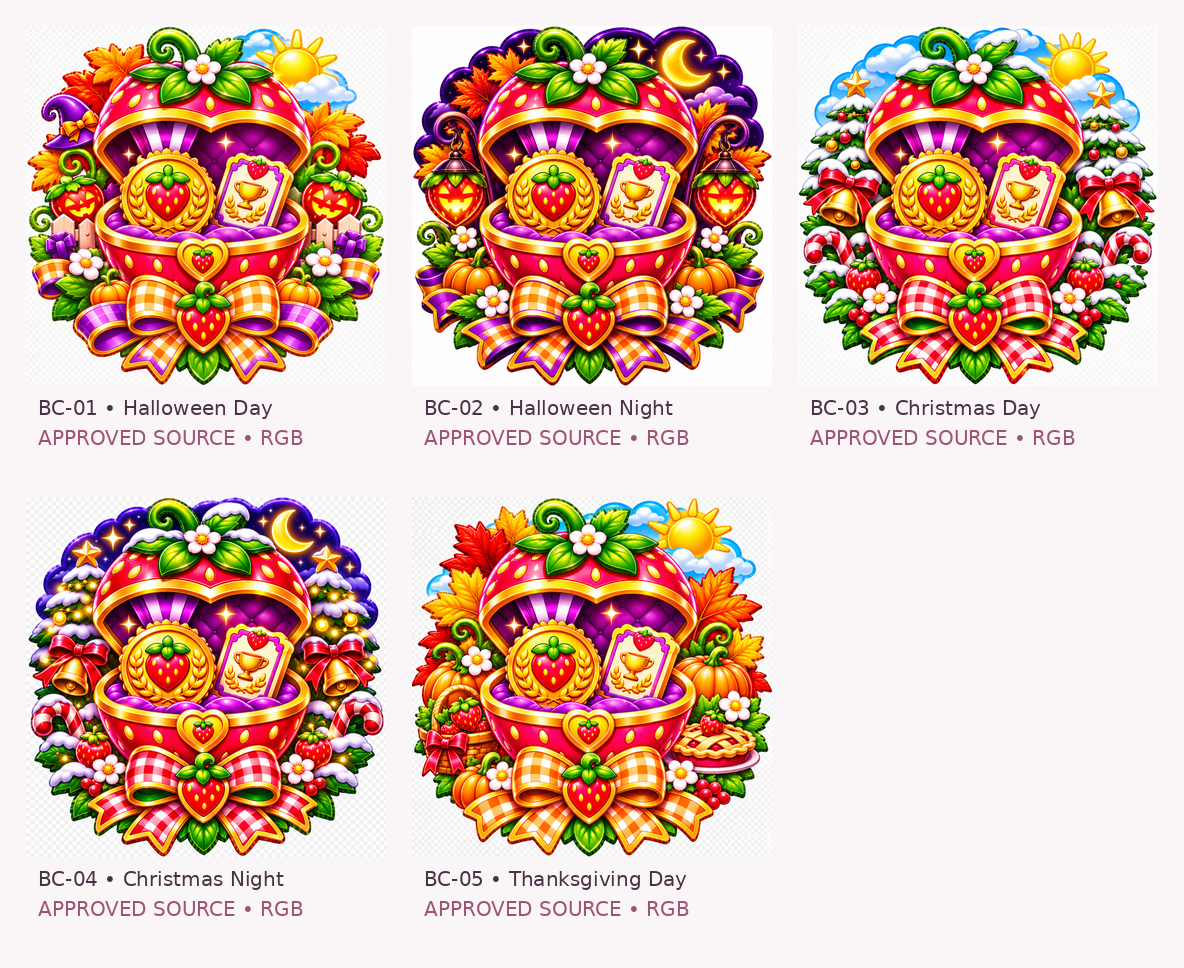 BC-01 • Halloween Day
APPROVED SOURCE • RGB
BC-02 • Halloween Night
APPROVED SOURCE • RGB
BC-03 • Christmas Day
APPROVED SOURCE • RGB
BC-04 • Christmas Night
APPROVED SOURCE • RGB
BC-05 • Thanksgiving Day
APPROVED SOURCE • RGB